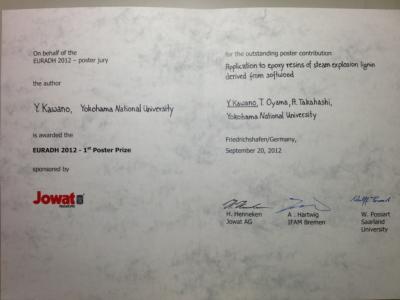 On behalf of the
EURADH 2012 – poster jury
the author
Y. Kawano, Yokohama National University
is awarded the
EURADH 2012 - 1st Poster Prize
sponsored by
Jowat
for the outstanding poster contribution
Application to epoxy resins of steam explosion lignin
derived from softwood
Y. Kawano, T. Oyama, A. Takahashi,
Yokohama National University
Friedrichshafen/Germany,
September 20, 2012
H. Henneken
Jowat AG
A. Hartwig
IFAM Bremen
W. Possart
Saarland
University